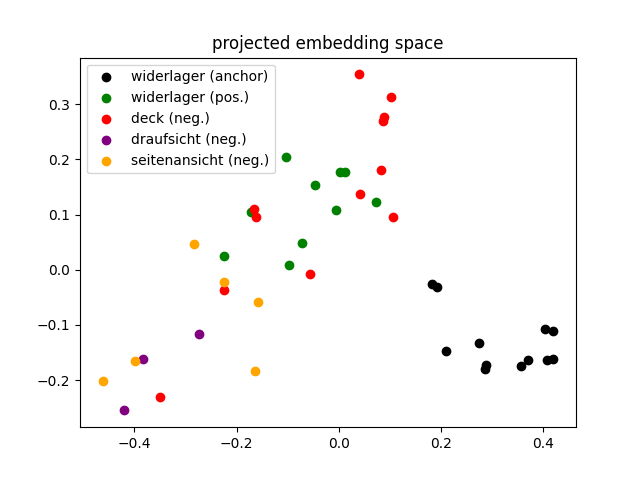 projected embedding space
widerlager (anchor)
widerlager (pos.)
deck (neg.)
draufsicht (neg.)
seitenansicht (neg.)
0.3
0.2
0.1
0.0
−0.1
−0.2
−0.4 −0.2 0.0 0.2 0.4